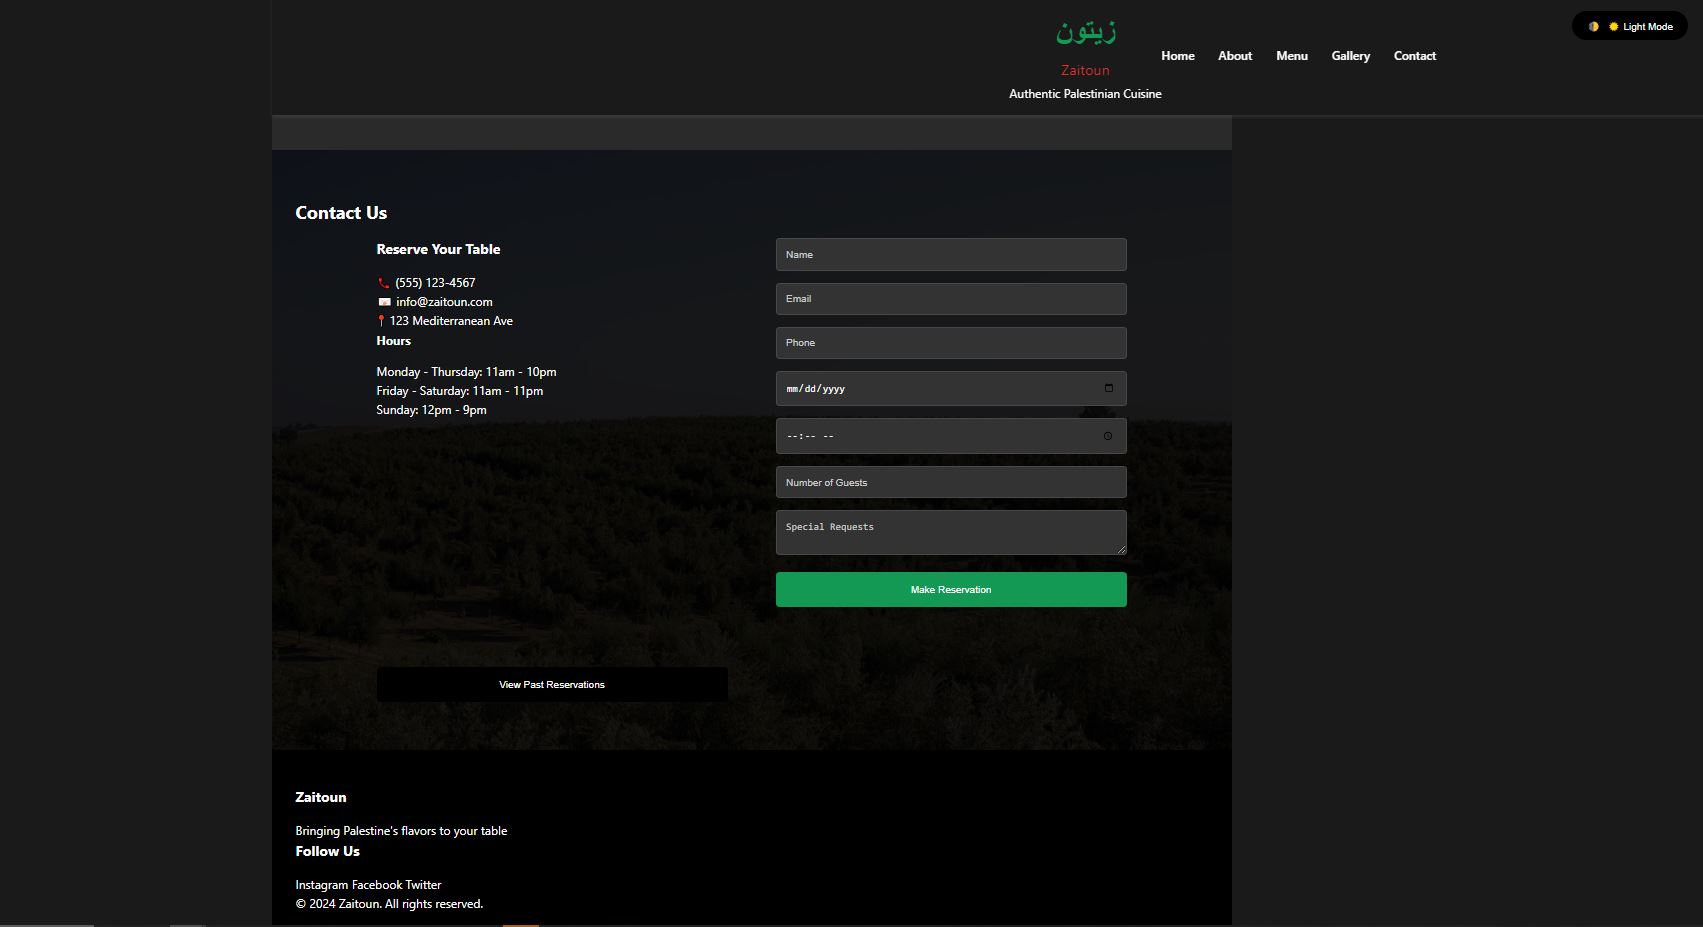 زيتون
Zaitoun
Authentic Palestinian Cuisine
Home About Menu Gallery Contact
Light Mode
Contact Us
Reserve Your Table
(555) 123-4567
info@zaitoun.com
123 Mediterranean Ave
Hours
Monday - Thursday: 11am - 10pm
Friday - Saturday: 11am - 11pm
Sunday: 12pm - 9pm
Name
Email
Phone
mm/dd/yyyy
--:-- --
Number of Guests
Special Requests
Make Reservation
View Past Reservations
Zaitoun
Bringing Palestine's flavors to your table
Follow Us
Instagram Facebook Twitter
© 2024 Zaitoun. All rights reserved.